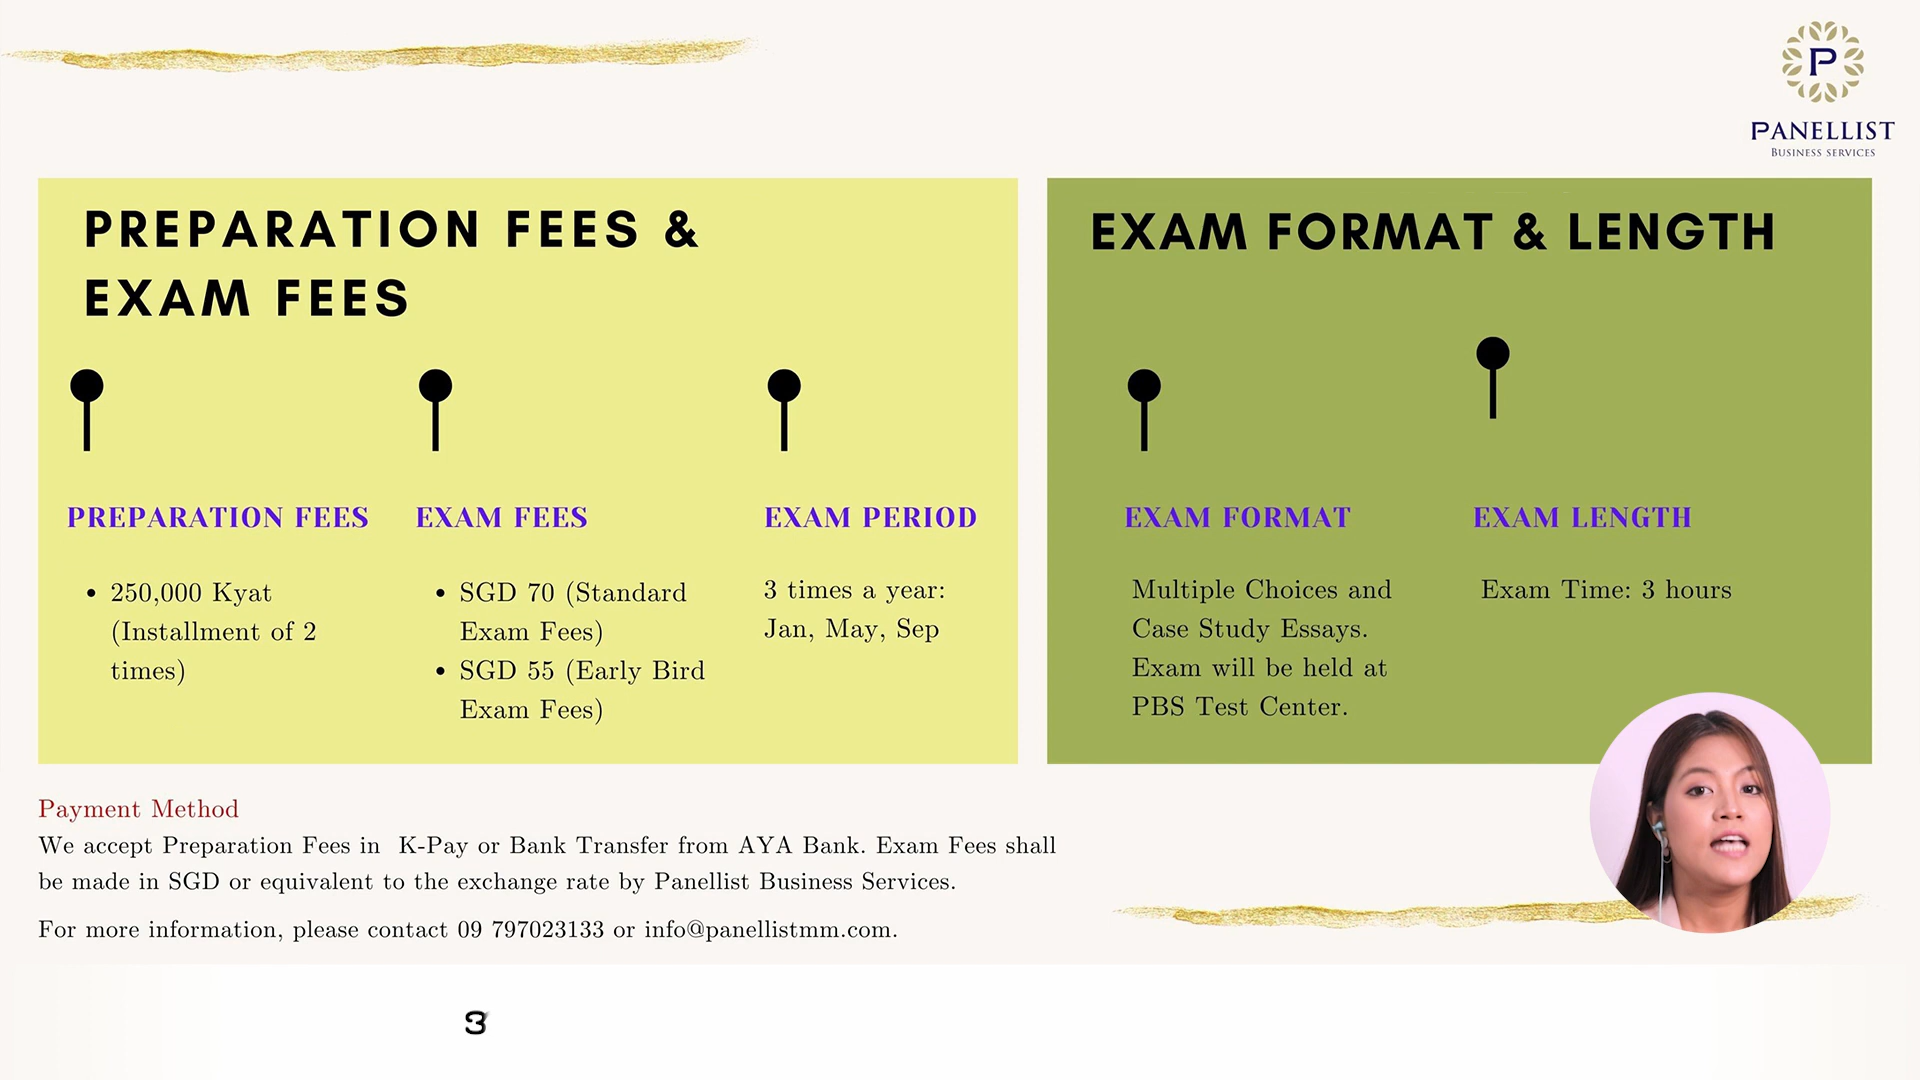 P
PANELLIST
BUSINESS SERVICES
PREPARATION FEES &
EXAM FEES
PREPARATION FEES
• 250,000 Kyat
(Installment of 2
times)
EXAM FEES
• SGD 70 (Standard
Exam Fees)
• SGD 55 (Early Bird
Exam Fees)
EXAM PERIOD
3 times a year:
Jan, May, Sep
EXAM FORMAT & LENGTH
EXAM FORMAT
Multiple Choices and
Case Study Essays.
Exam will be held at
PBS Test Center.
EXAM LENGTH
Exam Time: 3 hours
Payment Method
We accept Preparation Fees in  K-Pay or Bank Transfer from AYA Bank. Exam Fees shall
be made in SGD or equivalent to the exchange rate by Panellist Business Services.
For more information, please contact 09 797023133 or info@panellistmm.com.